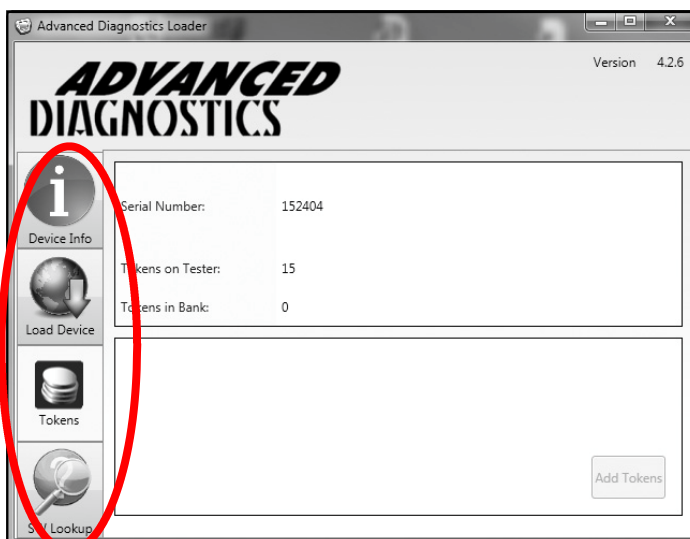 Advanced Diagnostics Loader
Version 4.2.6
ADVANCED
DIAGNOSTICS
Device Info
Serial Number: 152404
Tokens on Tester: 15
Tokens in Bank: 0
Load Device
Tokens
Add Tokens
Lookup